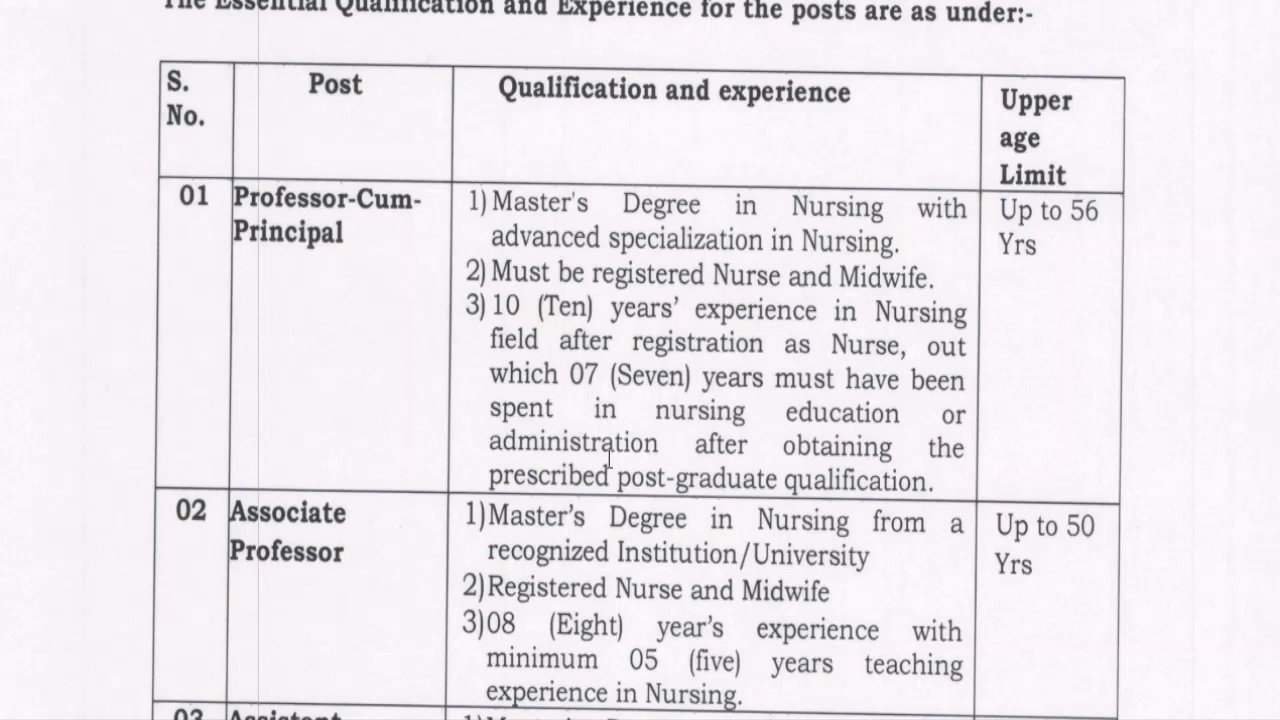 The Essential Qualification and Experience for the posts are as under:-
S. No.
Post
Qualification and experience
Upper age Limit
01
Professor-Cum-
Principal
1) Master's Degree in Nursing with
advanced specialization in Nursing.
2) Must be registered Nurse and Midwife.
3) 10 (Ten) years' experience in Nursing
field after registration as Nurse, out
which 07 (Seven) years must have been
spent in nursing education or
administration after obtaining the
prescribed post-graduate qualification.
Up to 56
Yrs
02
Associate
Professor
1)Master's Degree in Nursing from a
recognized Institution/University
2)Registered Nurse and Midwife
3)08 (Eight) year's experience with
minimum 05 (five) years teaching
experience in Nursing.
Up to 50
Yrs
03
Assistant